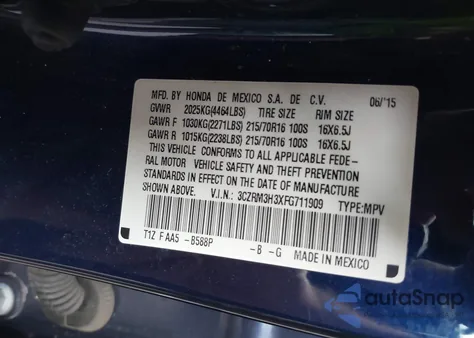 MFD. BY HONDA DE MEXICO S.A. DE C.V. 06/'15
GVWR 2025KG(4464LBS) TIRE SIZE RIM SIZE
GAWR F 1030KG(2271LBS) 215/70R16 100S 16X6.5J
GAWR R 1015KG(2238LBS) 215/70R16 100S 16X6.5J
THIS VEHICLE CONFORMS TO ALL APPLICABLE FEDE-
RAL MOTOR VEHICLE SAFETY AND THEFT PREVENTION
STANDARDS IN EFFECT ON THE DATE OF MANUFACTURE
SHOWN ABOVE. V.I.N.: 3CZRM3H3XFG711909 TYPE:MPV
T1Z F AA5 -B588P -B -G MADE IN MEXICO
autoSnap